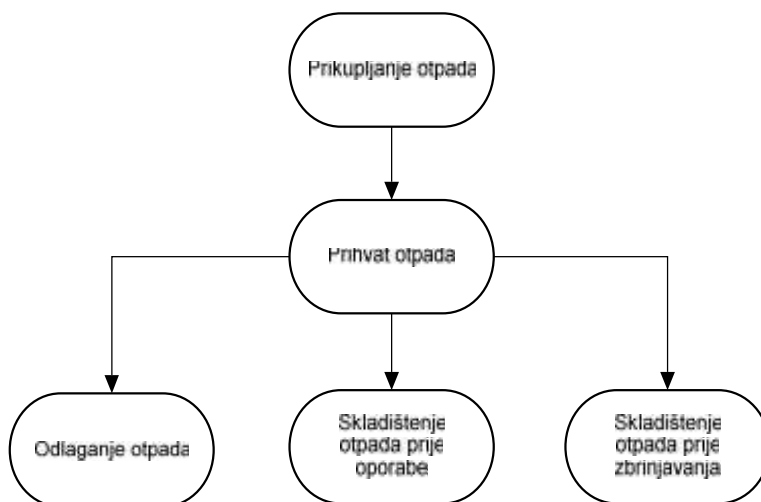 Prikupljanje otpada
Prihvat otpada
Odlaganje otpada
Skladištenje
otpada prije
oporabe
Skladištenje
otpada prije
zbrinjavanja